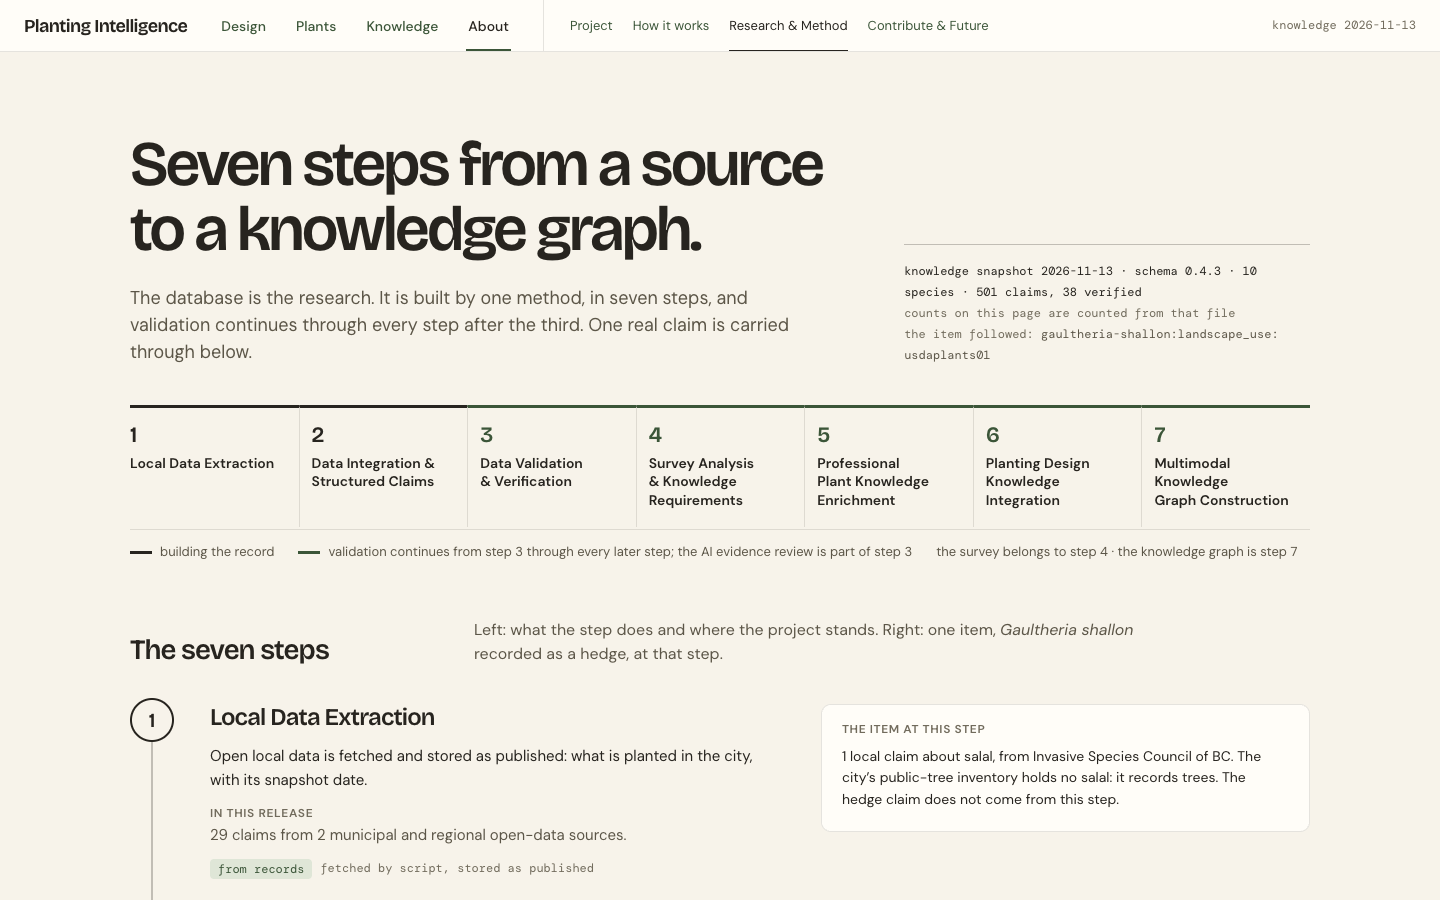 Planting Intelligence
Design
Plants
Knowledge
About
Project
How it works
Research & Method
Contribute & Future
knowledge 2026-11-13
Seven steps from a source
to a knowledge graph.
The database is the research. It is built by one method, in seven steps, and
validation continues through every step after the third. One real claim is carried
through below.
knowledge snapshot 2026-11-13 · schema 0.4.3 · 10
species · 501 claims, 38 verified
counts on this page are counted from that file
the item followed: gaultheria-shallon:landscape_use:
usdaplants01
1
Local Data Extraction
2
Data Integration &
Structured Claims
3
Data Validation
& Verification
4
Survey Analysis
& Knowledge
Requirements
5
Professional
Plant Knowledge
Enrichment
6
Planting Design
Knowledge
Integration
7
Multimodal
Knowledge
Graph Construction
building the record
validation continues from step 3 through every later step; the AI evidence review is part of step 3
the survey belongs to step 4 · the knowledge graph is step 7
The seven steps
Left: what the step does and where the project stands. Right: one item, Gaultheria shallon
recorded as a hedge, at that step.
1
Local Data Extraction
Open local data is fetched and stored as published: what is planted in the city,
with its snapshot date.
IN THIS RELEASE
29 claims from 2 municipal and regional open-data sources.
from records
fetched by script, stored as published
THE ITEM AT THIS STEP
1 local claim about salal, from Invasive Species Council of BC. The
city’s public-tree inventory holds no salal: it records trees. The
hedge claim does not come from this step.